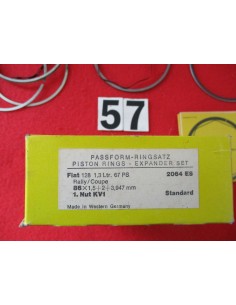 57
PASSFORM-RINGSATZ
PISTON RINGS - EXPANDER SET
Fiat 128 1,3 Ltr. 67 PS 2064 ES
Rally/Coupe
86×1,5(-2-)3,947 mm
1. Nut KV1 Standard
Made in Western Germany